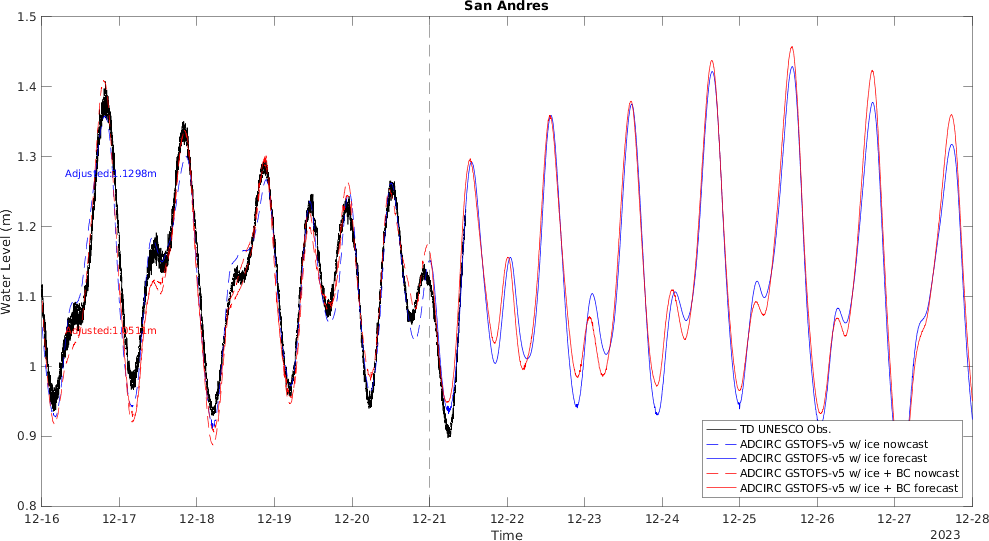 San Andres
1.5
1.4
1.3
1.2
1.1
1
0.9
0.8
Water Level (m)
Adjusted:1.1298m
Adjusted:1.0511m
TD UNESCO Obs.
ADCIRC GSTOFS-v5 w/ ice nowcast
ADCIRC GSTOFS-v5 w/ ice forecast
ADCIRC GSTOFS-v5 w/ ice + BC nowcast
ADCIRC GSTOFS-v5 w/ ice + BC forecast
12-16 12-17 12-18 12-19 12-20 12-21 12-22 12-23 12-24 12-25 12-26 12-27 12-28
Time
2023